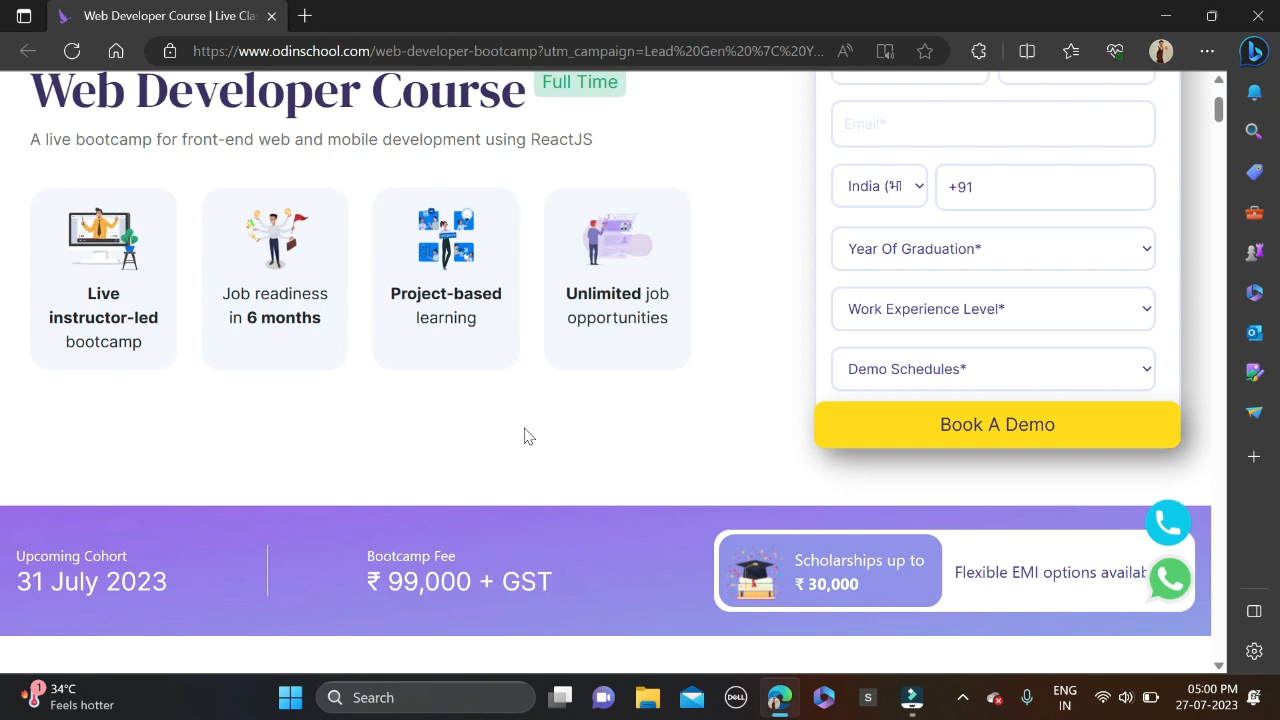 Web Developer Course | Live Cla
https://www.odinschool.com/web-developer-bootcamp?utm_campaign=Lead%20Gen%20%7C%20Y...
Web Developer Course
Full Time
A live bootcamp for front-end web and mobile development using ReactJS
Live
instructor-led
bootcamp
Job readiness
in 6 months
Project-based
learning
Unlimited job
opportunities
Email*
India (भा
+91
Year Of Graduation*
Work Experience Level*
Demo Schedules*
Book A Demo
Upcoming Cohort
31 July 2023
Bootcamp Fee
₹ 99,000 + GST
Scholarships up to
₹ 30,000
Flexible EMI options availab
1
34°C
Feels hotter
Search
DELL
S
ENG
IN
05:00 PM
27-07-2023